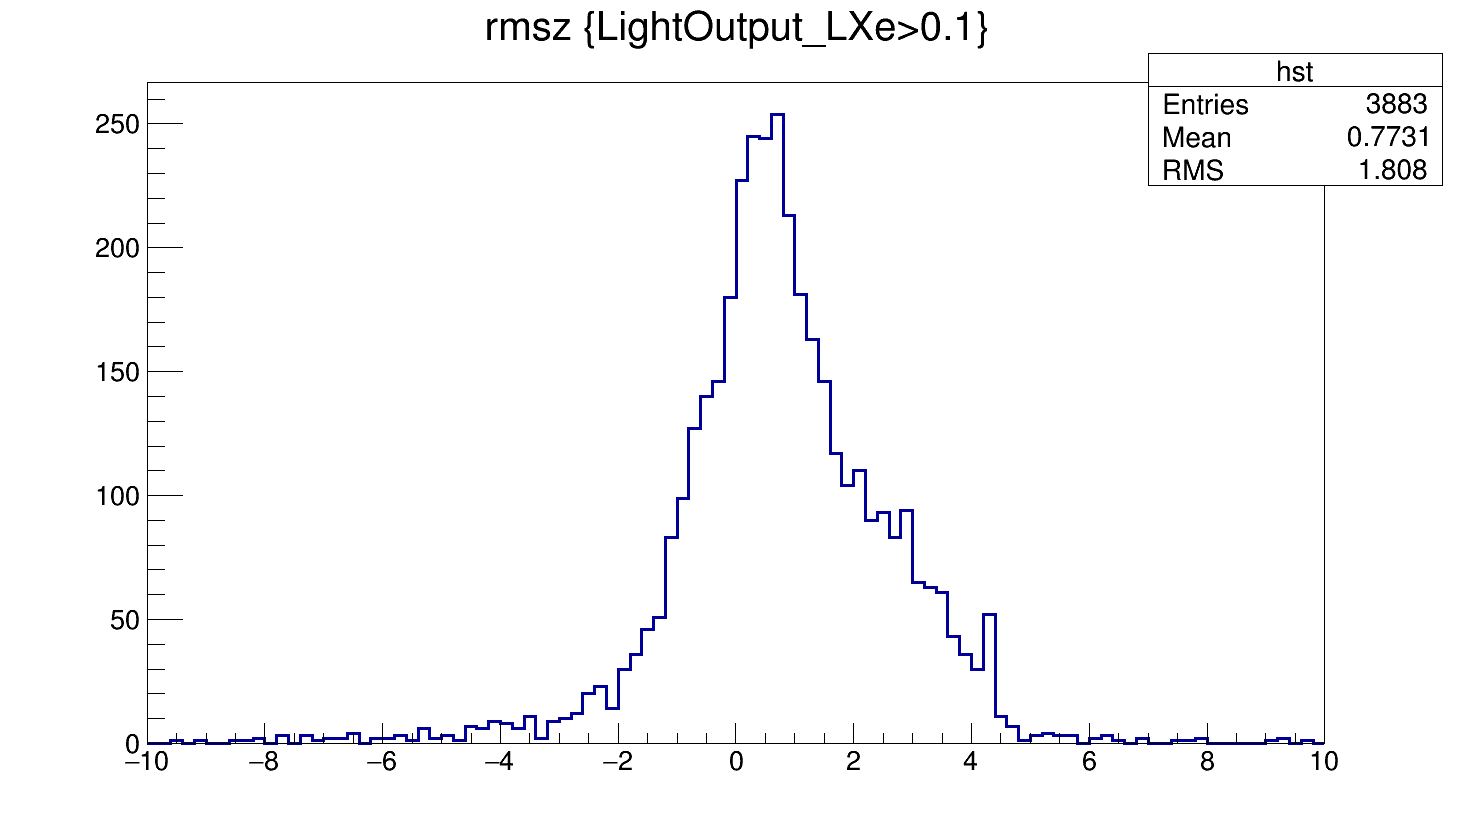 rmsz {LightOutput_LXe>0.1}
hst
Entries 3883
Mean 0.7731
RMS 1.808
250
200
150
100
50
0
−10 −8 −6 −4 −2 0 2 4 6 8 10